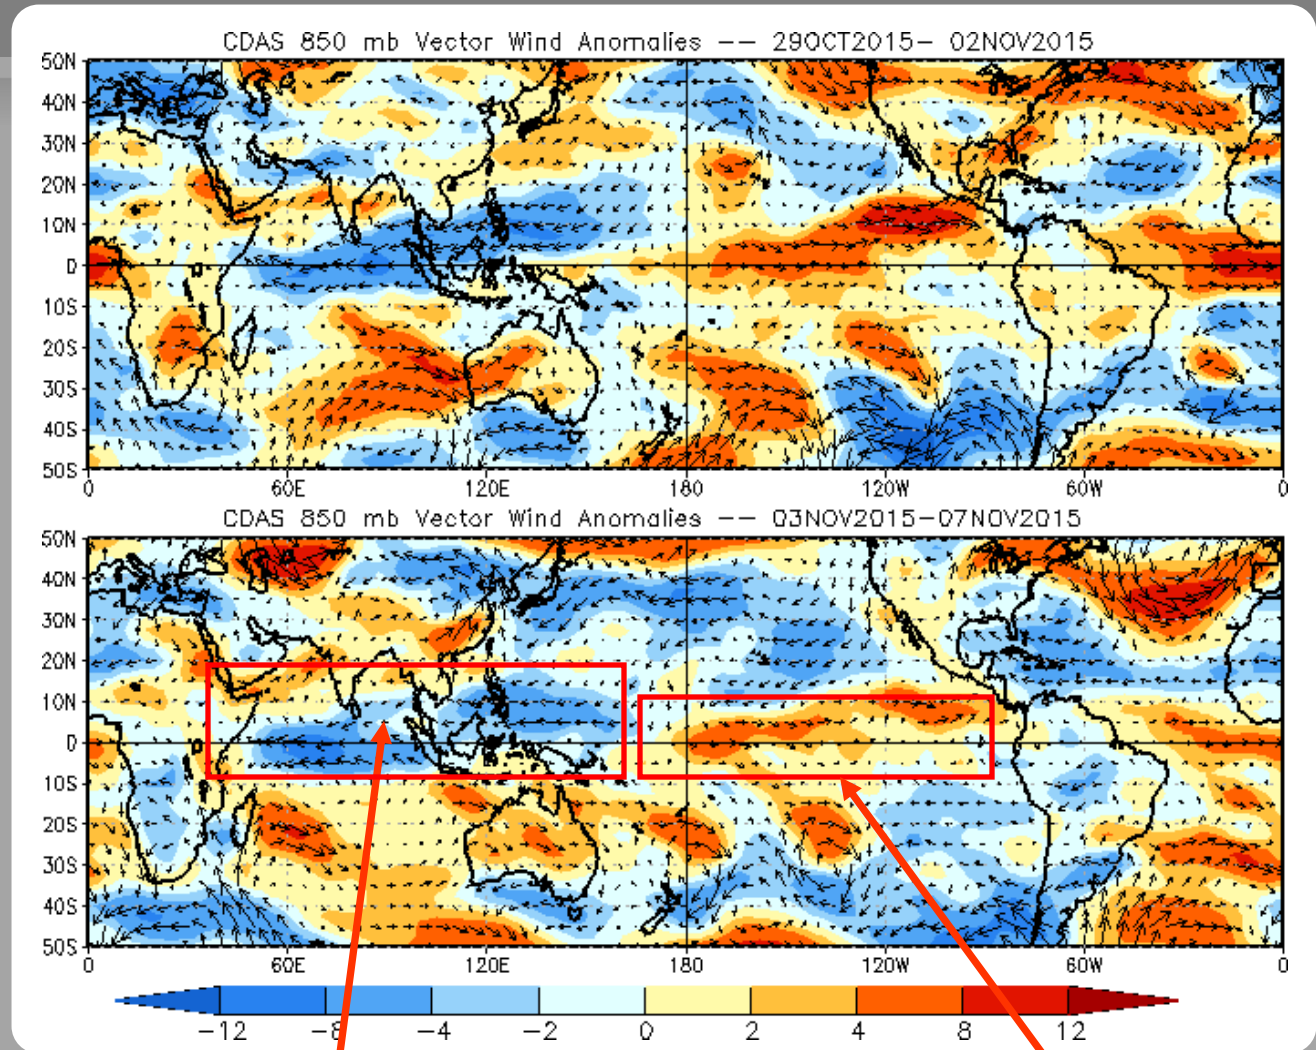 CDAS 850 mb Vector Wind Anomalies -- 29OCT2015- 02NOV2015
50N
40N
30N
20N
10N
0
10S
20S
30S
40S
50S
0 60E 120E 180 120W 60W 0
CDAS 850 mb Vector Wind Anomalies -- 03NOV2015-07NOV2015
50N
40N
30N
20N
10N
0
10S
20S
30S
40S
50S
0 60E 120E 180 120W 60W 0
-12 -8 -4 -2 0 2 4 8 12